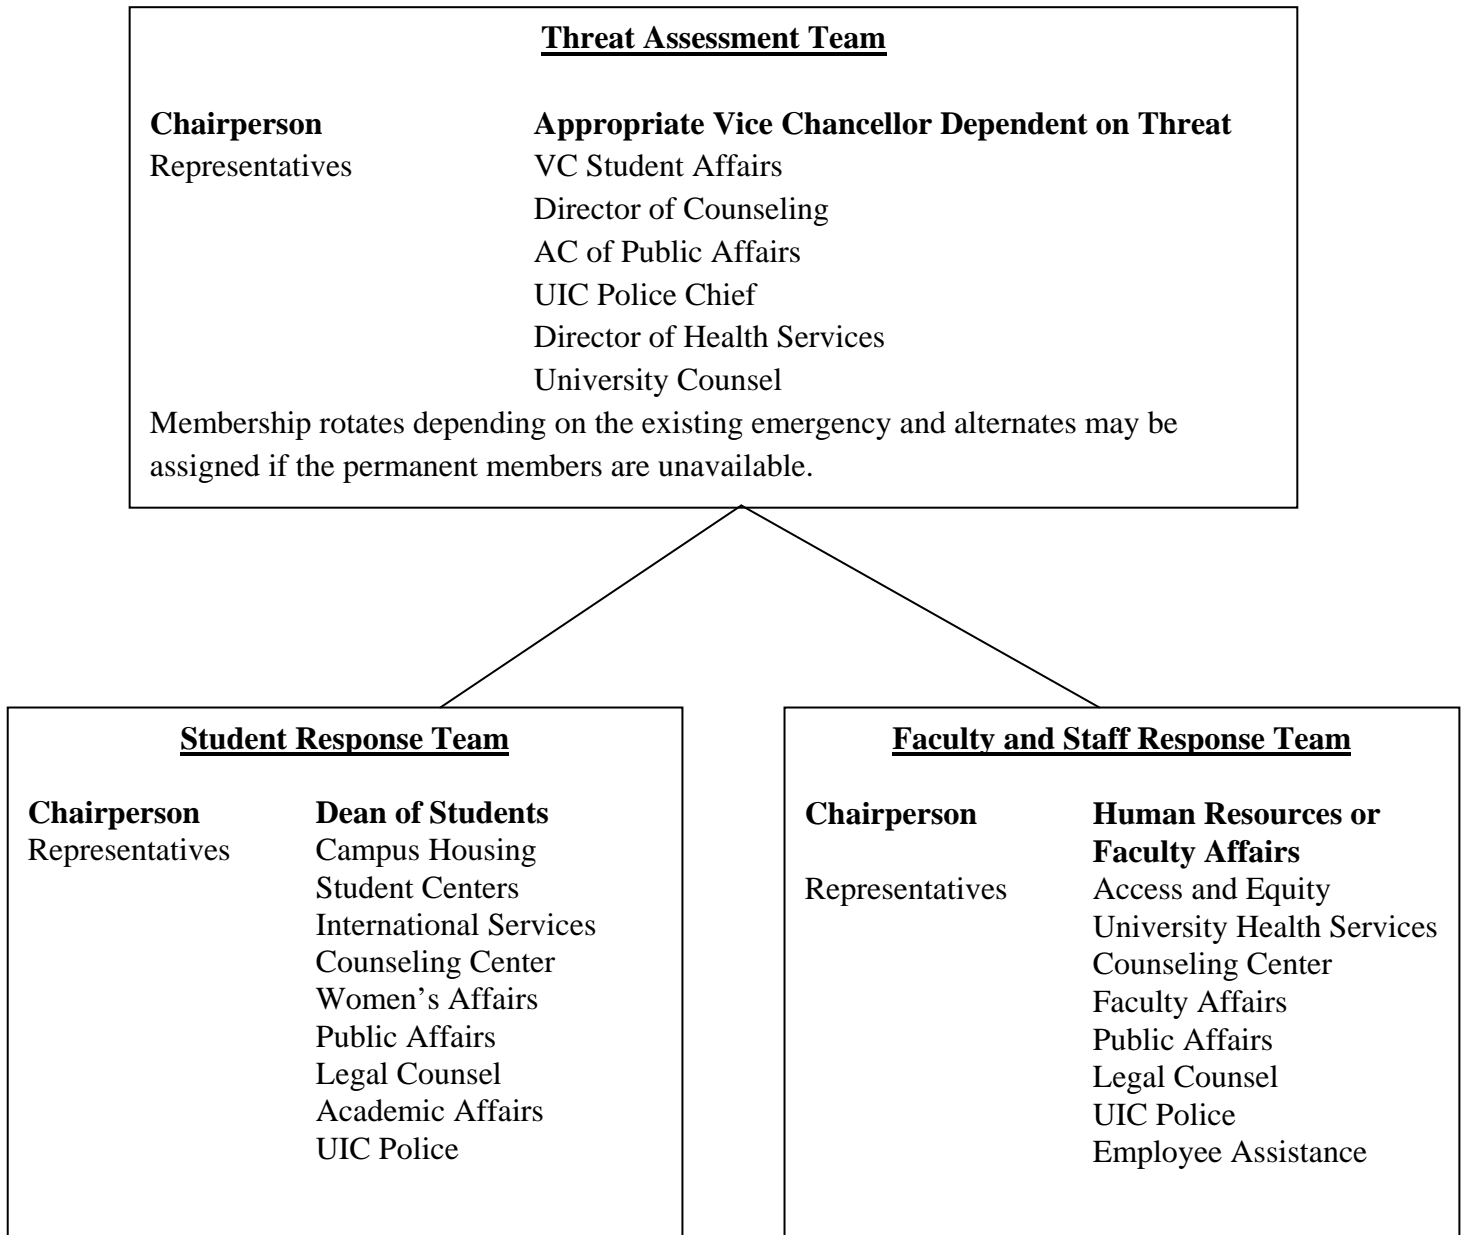 Threat Assessment Team
Chairperson Appropriate Vice Chancellor Dependent on Threat
Representatives VC Student Affairs
Director of Counseling
AC of Public Affairs
UIC Police Chief
Director of Health Services
University Counsel
Membership rotates depending on the existing emergency and alternates may be
assigned if the permanent members are unavailable.
Student Response Team
Chairperson Dean of Students
Representatives Campus Housing
Student Centers
International Services
Counseling Center
Women’s Affairs
Public Affairs
Legal Counsel
Academic Affairs
UIC Police
Faculty and Staff Response Team
Chairperson Human Resources or
Faculty Affairs
Representatives Access and Equity
University Health Services
Counseling Center
Faculty Affairs
Public Affairs
Legal Counsel
UIC Police
Employee Assistance